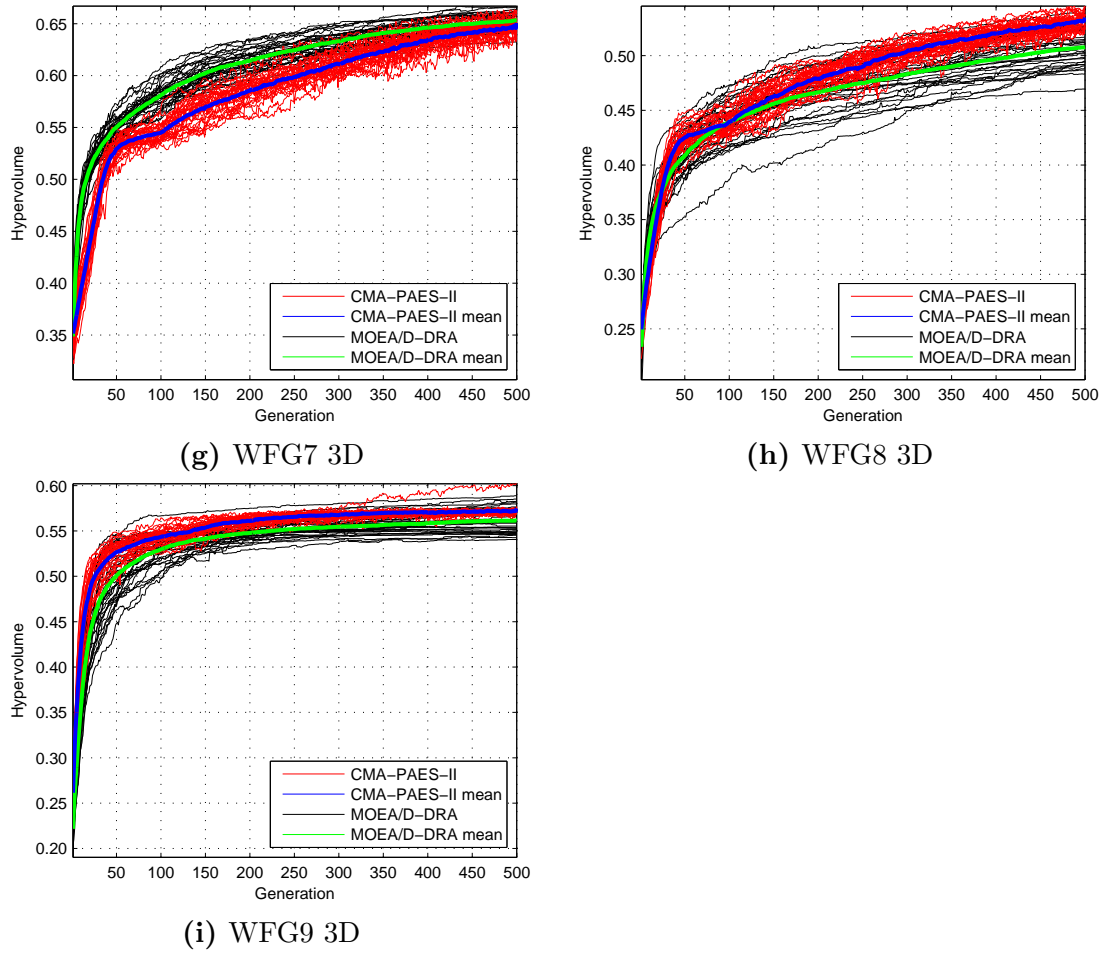 0.65
0.60
0.55
0.50
0.45
0.40
0.35
Hypervolume
50 100 150 200 250 300 350 400 450 500
Generation
CMA−PAES−II
CMA−PAES−II mean
MOEA/D−DRA
MOEA/D−DRA mean
(g) WFG7 3D
0.50
0.45
0.40
0.35
0.30
0.25
Hypervolume
50 100 150 200 250 300 350 400 450 500
Generation
CMA−PAES−II
CMA−PAES−II mean
MOEA/D−DRA
MOEA/D−DRA mean
(h) WFG8 3D
0.60
0.55
0.50
0.45
0.40
0.35
0.30
0.25
0.20
Hypervolume
50 100 150 200 250 300 350 400 450 500
Generation
CMA−PAES−II
CMA−PAES−II mean
MOEA/D−DRA
MOEA/D−DRA mean
(i) WFG9 3D